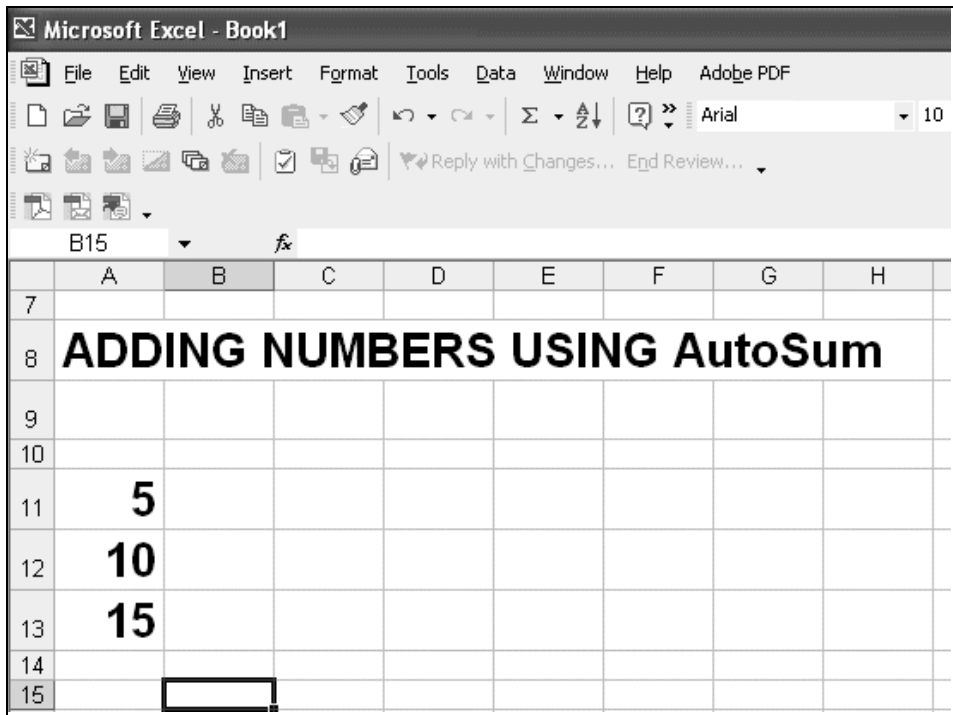 Microsoft Excel - Book1
File Edit View Insert Format Tools Data Window Help Adobe PDF
Σ A Z ? » Arial 10
Reply with Changes... End Review...
B15 fx
A B C D E F G H
7
8 ADDING NUMBERS USING AutoSum
9
10
11 5
12 10
13 15
14
15